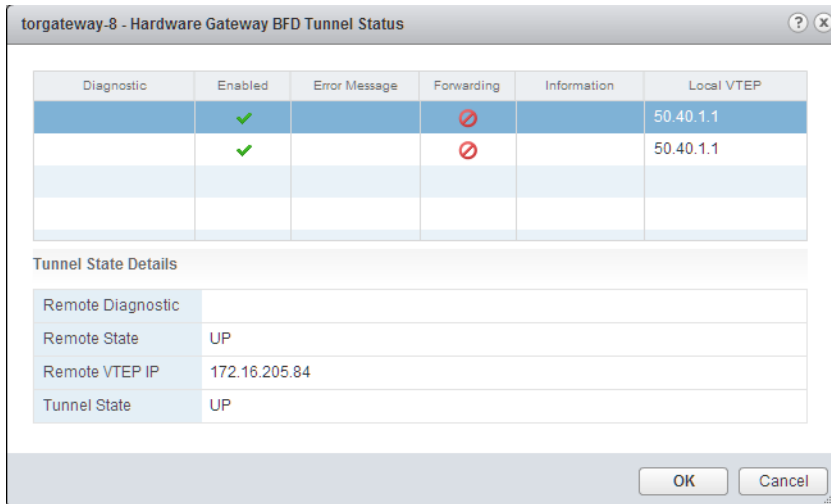 torgateway-8 - Hardware Gateway BFD Tunnel Status
Diagnostic Enabled Error Message Forwarding Information Local VTEP
50.40.1.1
50.40.1.1
Tunnel State Details
Remote Diagnostic
Remote State UP
Remote VTEP IP 172.16.205.84
Tunnel State UP
OK Cancel